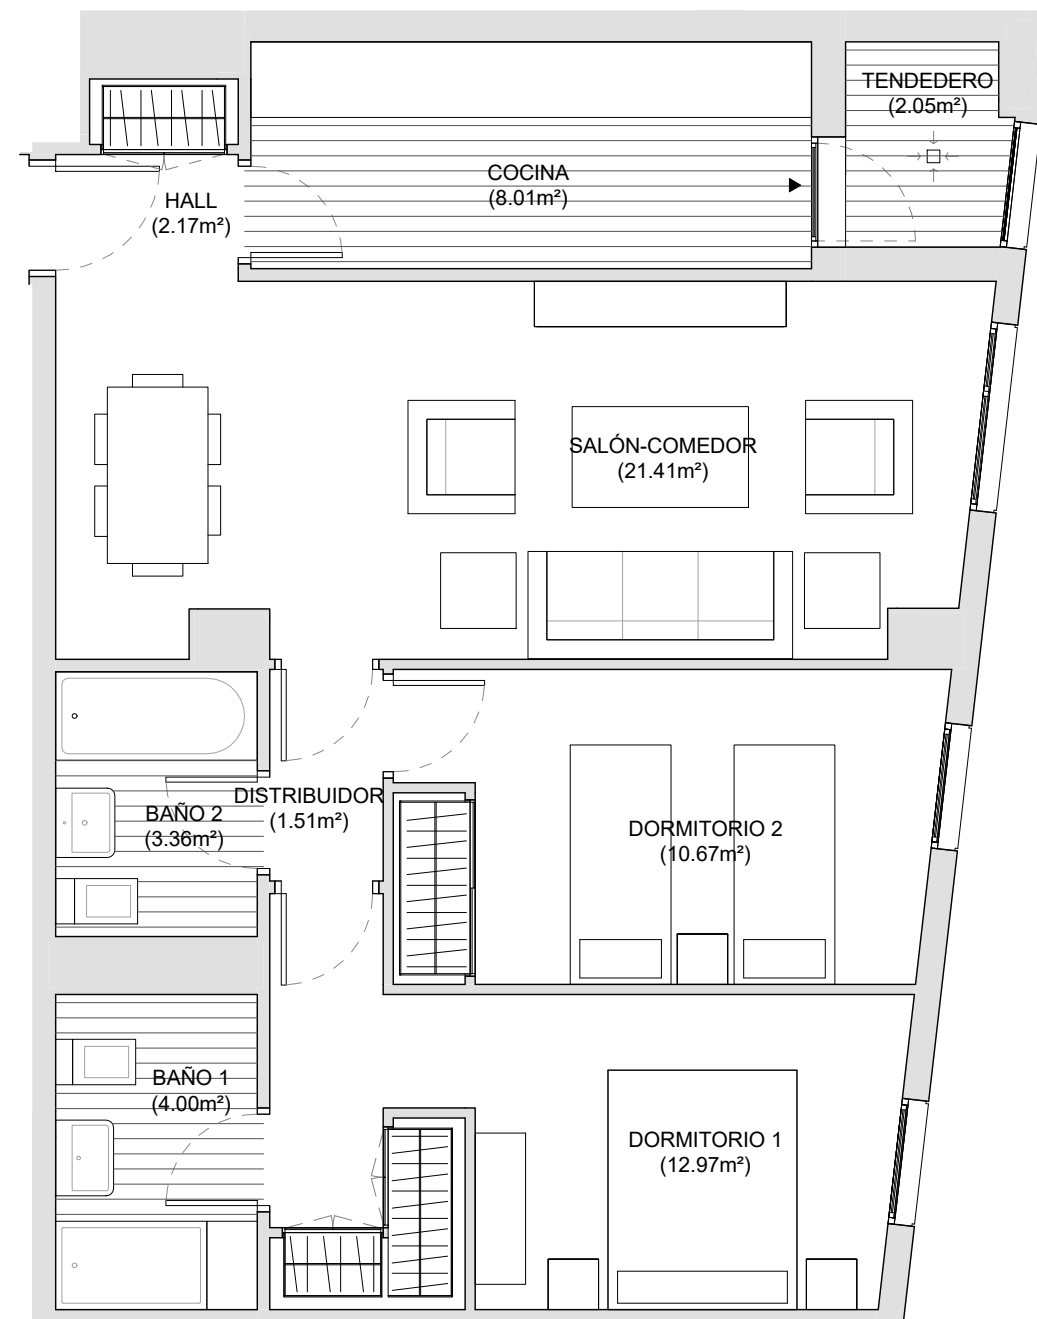 TENDEDERO
(2.05m²)
COCINA
(8.01m²)
HALL
(2.17m²)
SALÓN-COMEDOR
(21.41m²)
DISTRIBUIDOR
(1.51m²)
BAÑO 2
(3.36m²)
DORMITORIO 2
(10.67m²)
BAÑO 1
(4.00m²)
DORMITORIO 1
(12.97m²)